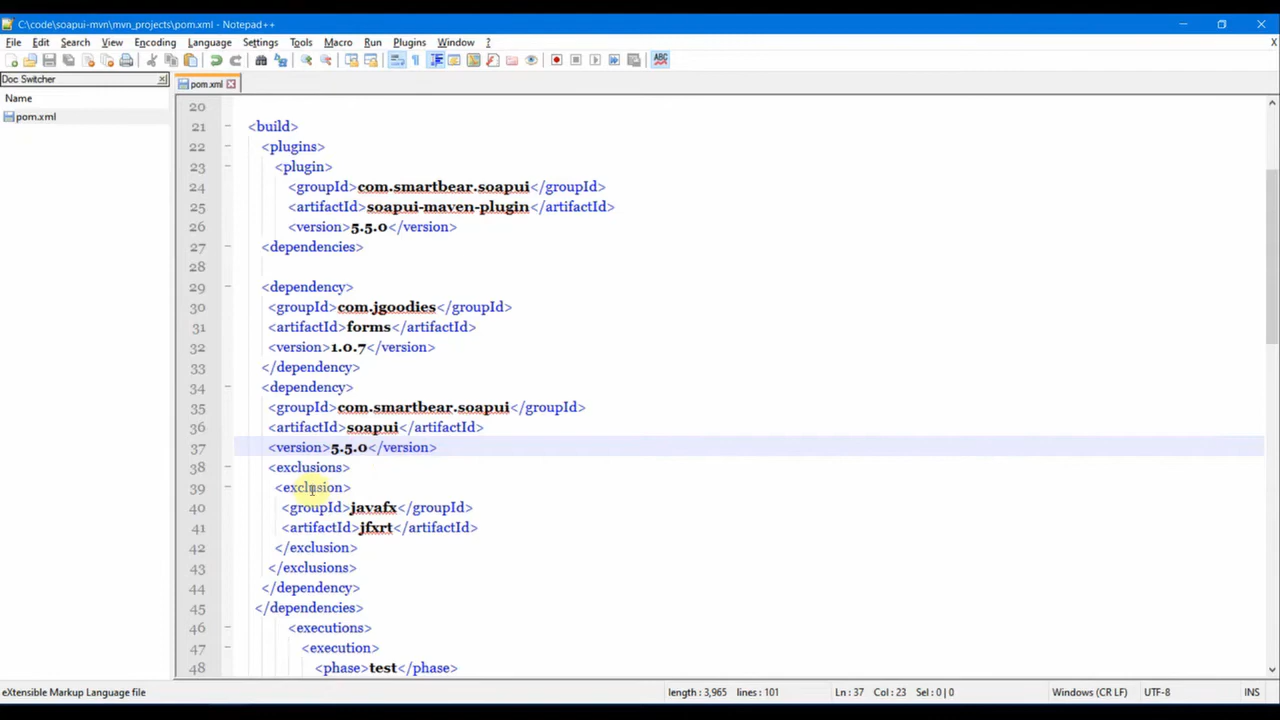 C:\code\soapui-mvn\mvn_projects\pom.xml - Notepad++
File Edit Search View Encoding Language Settings Tools Macro Run Plugins Window ? X
ABC
Doc Switcher
pom.xml
Name
pom.xml
20
21 <build>
22 <plugins>
23 <plugin>
24 <groupId>com.smartbear.soapui</groupId>
25 <artifactId>soapui-maven-plugin</artifactId>
26 <version>5.5.0</version>
27 <dependencies>
28
29 <dependency>
30 <groupId>com.jgoodies</groupId>
31 <artifactId>forms</artifactId>
32 <version>1.0.7</version>
33 </dependency>
34 <dependency>
35 <groupId>com.smartbear.soapui</groupId>
36 <artifactId>soapui</artifactId>
37 <version>5.5.0</version>
38 <exclusions>
39 <exclusion>
40 <groupId>javafx</groupId>
41 <artifactId>jfxrt</artifactId>
42 </exclusion>
43 </exclusions>
44 </dependency>
45 </dependencies>
46 <executions>
47 <execution>
48 <phase>test</phase>
eXtensible Markup Language file length : 3,965 lines : 101 Ln : 37 Col : 23 Sel : 0 | 0 Windows (CR LF) UTF-8 INS